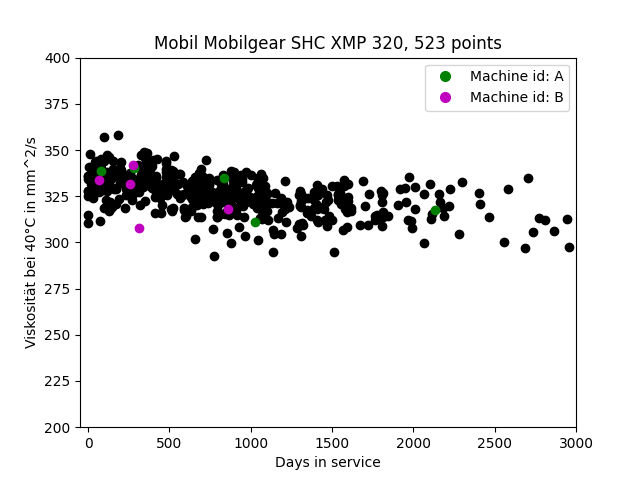 Mobil Mobilgear SHC XMP 320, 523 points
Machine id: A
Machine id: B
Viskosität bei 40°C in mm^2/s
400
375
350
325
300
275
250
225
200
0 500 1000 1500 2000 2500 3000
Days in service